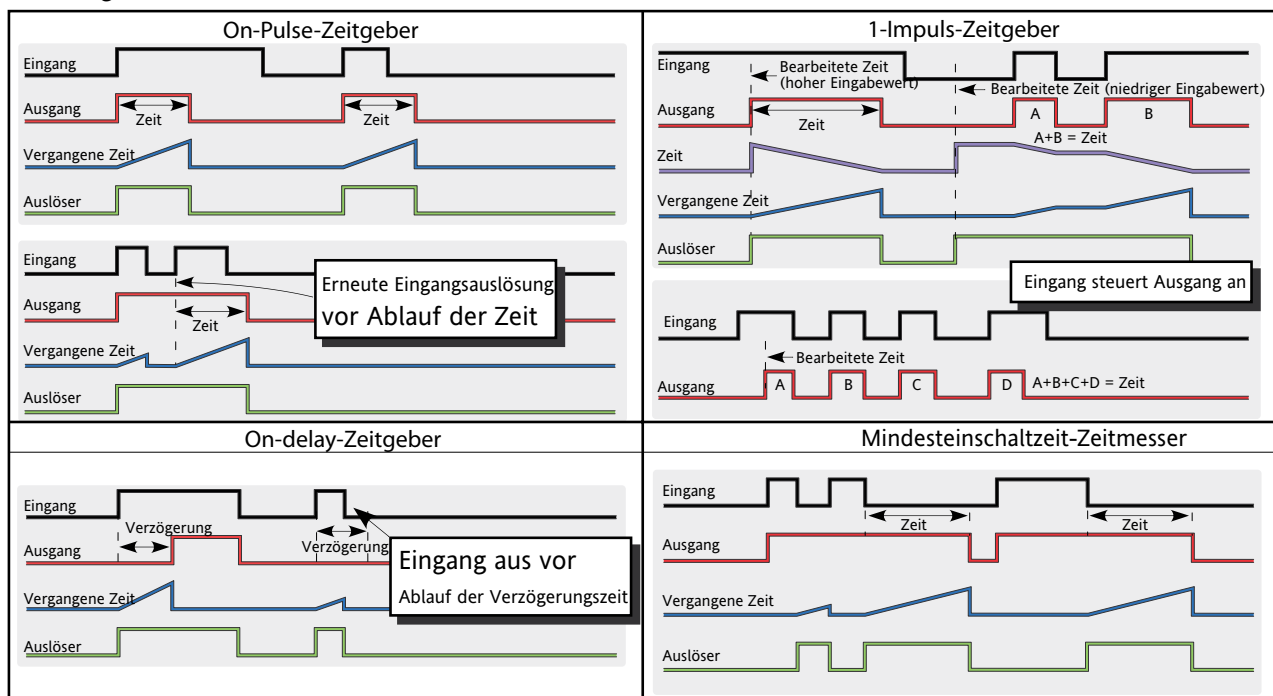 On-Pulse-Zeitgeber
Eingang
Ausgang
Zeit
Zeit
Vergangene Zeit
Auslöser
Eingang
Erneute Eingangsauslösung
vor Ablauf der Zeit
Ausgang
Zeit
Vergangene Zeit
Auslöser
1-Impuls-Zeitgeber
Eingang
Bearbeitete Zeit
(hoher Eingabewert)
Bearbeitete Zeit (niedriger Eingabewert)
Ausgang
Zeit
A
B
A+B = Zeit
Zeit
Vergangene Zeit
Auslöser
Eingang steuert Ausgang an
Eingang
Bearbeitete Zeit
Ausgang
A
B
C
D
A+B+C+D = Zeit
On-delay-Zeitgeber
Eingang
Verzögerung
Verzögerung
Ausgang
Eingang aus vor
Ablauf der Verzögerungszeit
Vergangene Zeit
Auslöser
Mindesteinschaltzeit-Zeitmesser
Eingang
Zeit
Zeit
Ausgang
Vergangene Zeit
Auslöser